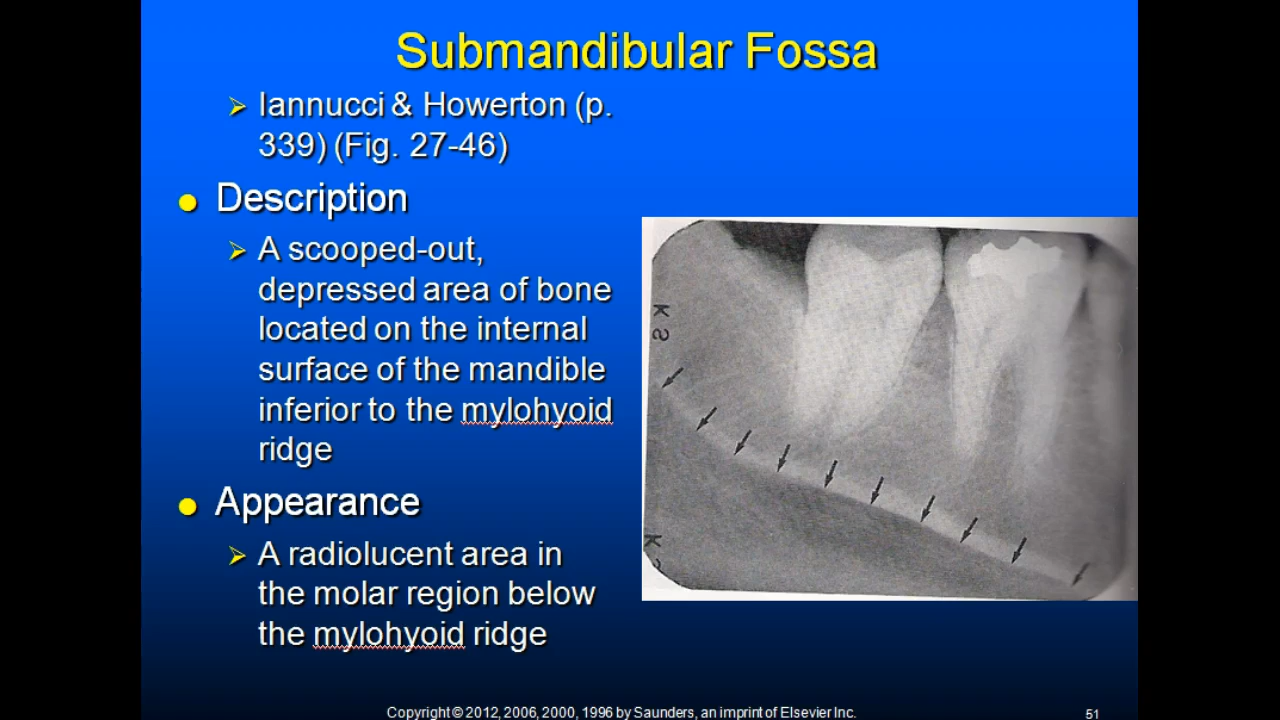 Submandibular Fossa
Iannucci & Howerton (p.
339) (Fig. 27-46)
Description
A scooped-out,
depressed area of bone
located on the internal
surface of the mandible
inferior to the mylohyoid
ridge
Appearance
A radiolucent area in
the molar region below
the mylohyoid ridge
Copyright © 2012, 2006, 2000, 1996 by Saunders, an imprint of Elsevier Inc.
51